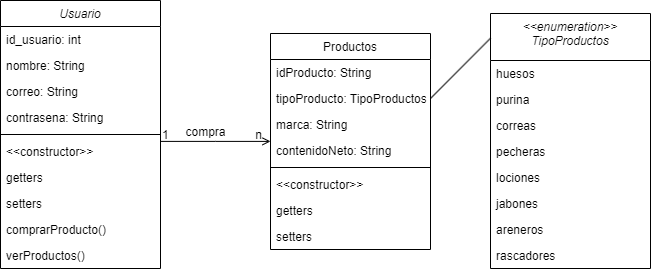 Usuario
id_usuario: int
nombre: String
correo: String
contrasena: String
<<constructor>>
getters
setters
comprarProducto()
verProductos()
1 compra n
Productos
idProducto: String
tipoProducto: TipoProductos
marca: String
contenidoNeto: String
<<constructor>>
getters
setters
<<enumeration>>
TipoProductos
huesos
purina
correas
pecheras
lociones
jabones
areneros
rascadores